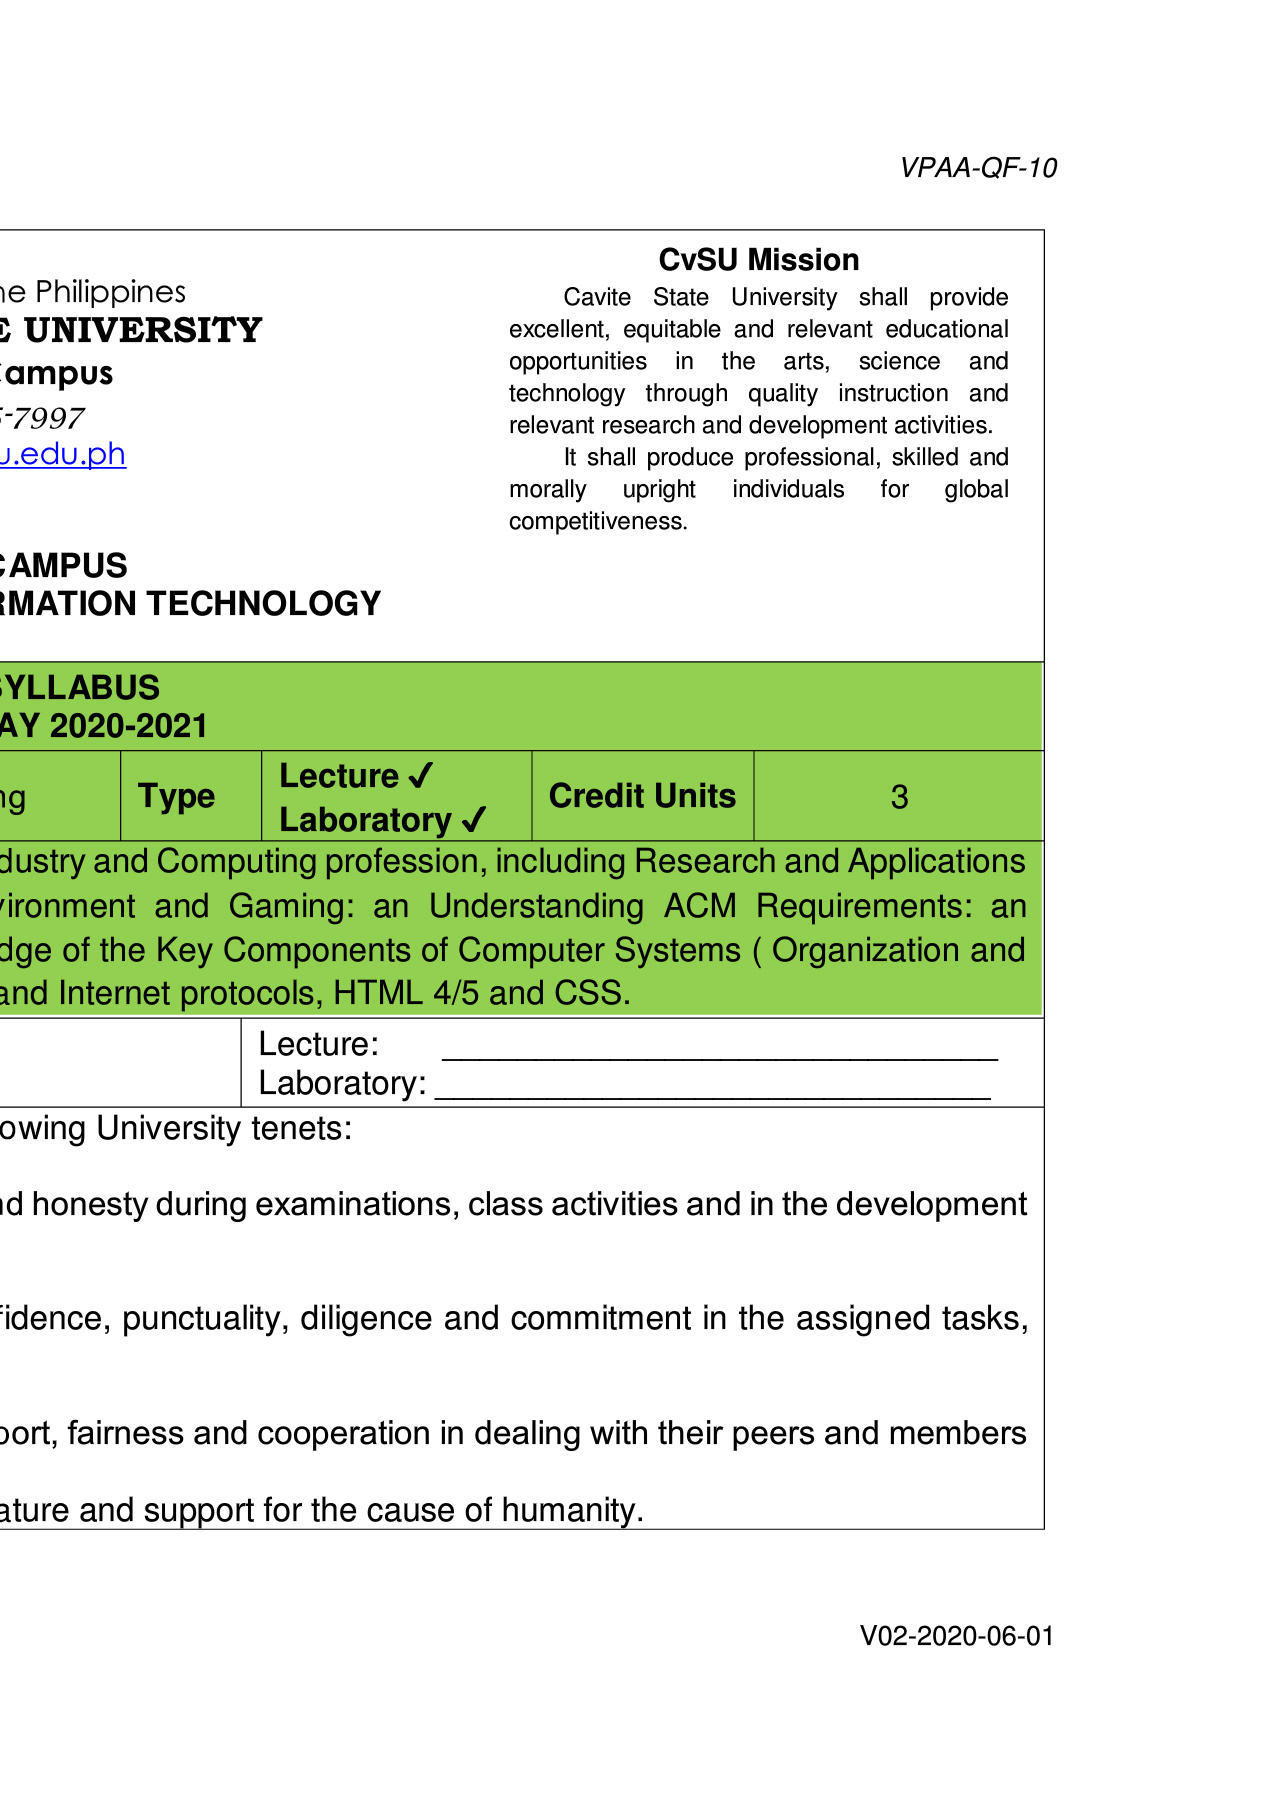 VPAA-QF-10
CvSU Mission
Cavite State University shall provide
excellent, equitable and relevant educational
opportunities in the arts, science and
technology through quality instruction and
relevant research and development activities.
It shall produce professional, skilled and
morally upright individuals for global
competitiveness.
Philippines
UNIVERSITY
Campus
-7997
u.edu.ph
CAMPUS
RMATION TECHNOLOGY
SYLLABUS
AY 2020-2021
ng
Type
Lecture ✓
Laboratory ✓
Credit Units
3
dustry and Computing profession, including Research and Applications
vironment and Gaming: an Understanding ACM Requirements: an
dge of the Key Components of Computer Systems ( Organization and
and Internet protocols, HTML 4/5 and CSS.
Lecture: ______________________________
Laboratory: ______________________________
owing University tenets:
nd honesty during examinations, class activities and in the development
fidence, punctuality, diligence and commitment in the assigned tasks,
port, fairness and cooperation in dealing with their peers and members
ature and support for the cause of humanity.
V02-2020-06-01